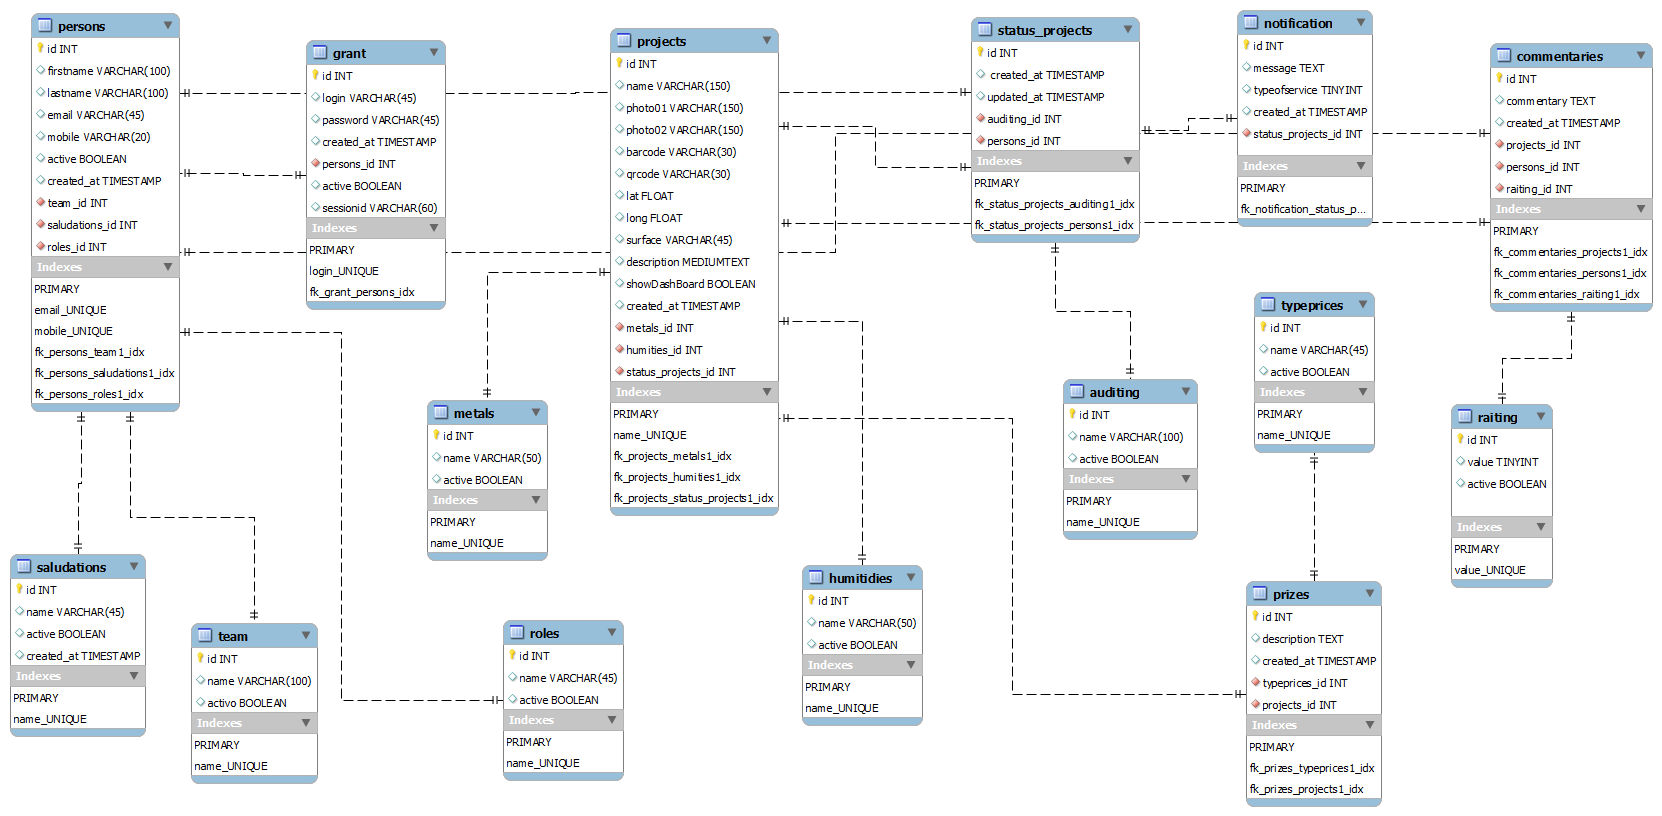 persons
id INT
firstname VARCHAR(100)
lastname VARCHAR(100)
email VARCHAR(45)
mobile VARCHAR(20)
active BOOLEAN
created_at TIMESTAMP
team_id INT
saludations_id INT
roles_id INT
Indexes
PRIMARY
email_UNIQUE
mobile_UNIQUE
fk_persons_team1_idx
fk_persons_saludations1_idx
fk_persons_roles1_idx
grant
id INT
login VARCHAR(45)
password VARCHAR(45)
created_at TIMESTAMP
persons_id INT
active BOOLEAN
sessionid VARCHAR(60)
Indexes
PRIMARY
login_UNIQUE
fk_grant_persons_idx
projects
id INT
name VARCHAR(150)
photo01 VARCHAR(150)
photo02 VARCHAR(150)
barcode VARCHAR(30)
qrcode VARCHAR(30)
lat FLOAT
long FLOAT
surface VARCHAR(45)
description MEDIUMTEXT
showDashBoard BOOLEAN
created_at TIMESTAMP
metals_id INT
humities_id INT
status_projects_id INT
Indexes
PRIMARY
name_UNIQUE
fk_projects_metals1_idx
fk_projects_humities1_idx
fk_projects_status_projects1_idx
status_projects
id INT
created_at TIMESTAMP
updated_at TIMESTAMP
auditing_id INT
persons_id INT
Indexes
PRIMARY
fk_status_projects_auditing1_idx
fk_status_projects_persons1_idx
notification
id INT
message TEXT
typeofservice TINYINT
created_at TIMESTAMP
status_projects_id INT
Indexes
PRIMARY
fk_notification_status_p...
commentaries
id INT
commentary TEXT
created_at TIMESTAMP
projects_id INT
persons_id INT
raiting_id INT
Indexes
PRIMARY
fk_commentaries_projects1_idx
fk_commentaries_persons1_idx
fk_commentaries_raiting1_idx
typeprices
id INT
name VARCHAR(45)
active BOOLEAN
Indexes
PRIMARY
name_UNIQUE
metals
id INT
name VARCHAR(50)
active BOOLEAN
Indexes
PRIMARY
name_UNIQUE
auditing
id INT
name VARCHAR(100)
active BOOLEAN
Indexes
PRIMARY
name_UNIQUE
raiting
id INT
value TINYINT
active BOOLEAN
Indexes
PRIMARY
value_UNIQUE
saludations
id INT
name VARCHAR(45)
active BOOLEAN
created_at TIMESTAMP
Indexes
PRIMARY
name_UNIQUE
team
id INT
name VARCHAR(100)
activo BOOLEAN
Indexes
PRIMARY
name_UNIQUE
roles
id INT
name VARCHAR(45)
active BOOLEAN
Indexes
PRIMARY
name_UNIQUE
humitidies
id INT
name VARCHAR(50)
active BOOLEAN
Indexes
PRIMARY
name_UNIQUE
prizes
id INT
description TEXT
created_at TIMESTAMP
typeprices_id INT
projects_id INT
Indexes
PRIMARY
fk_prizes_typeprices1_idx
fk_prizes_projects1_idx